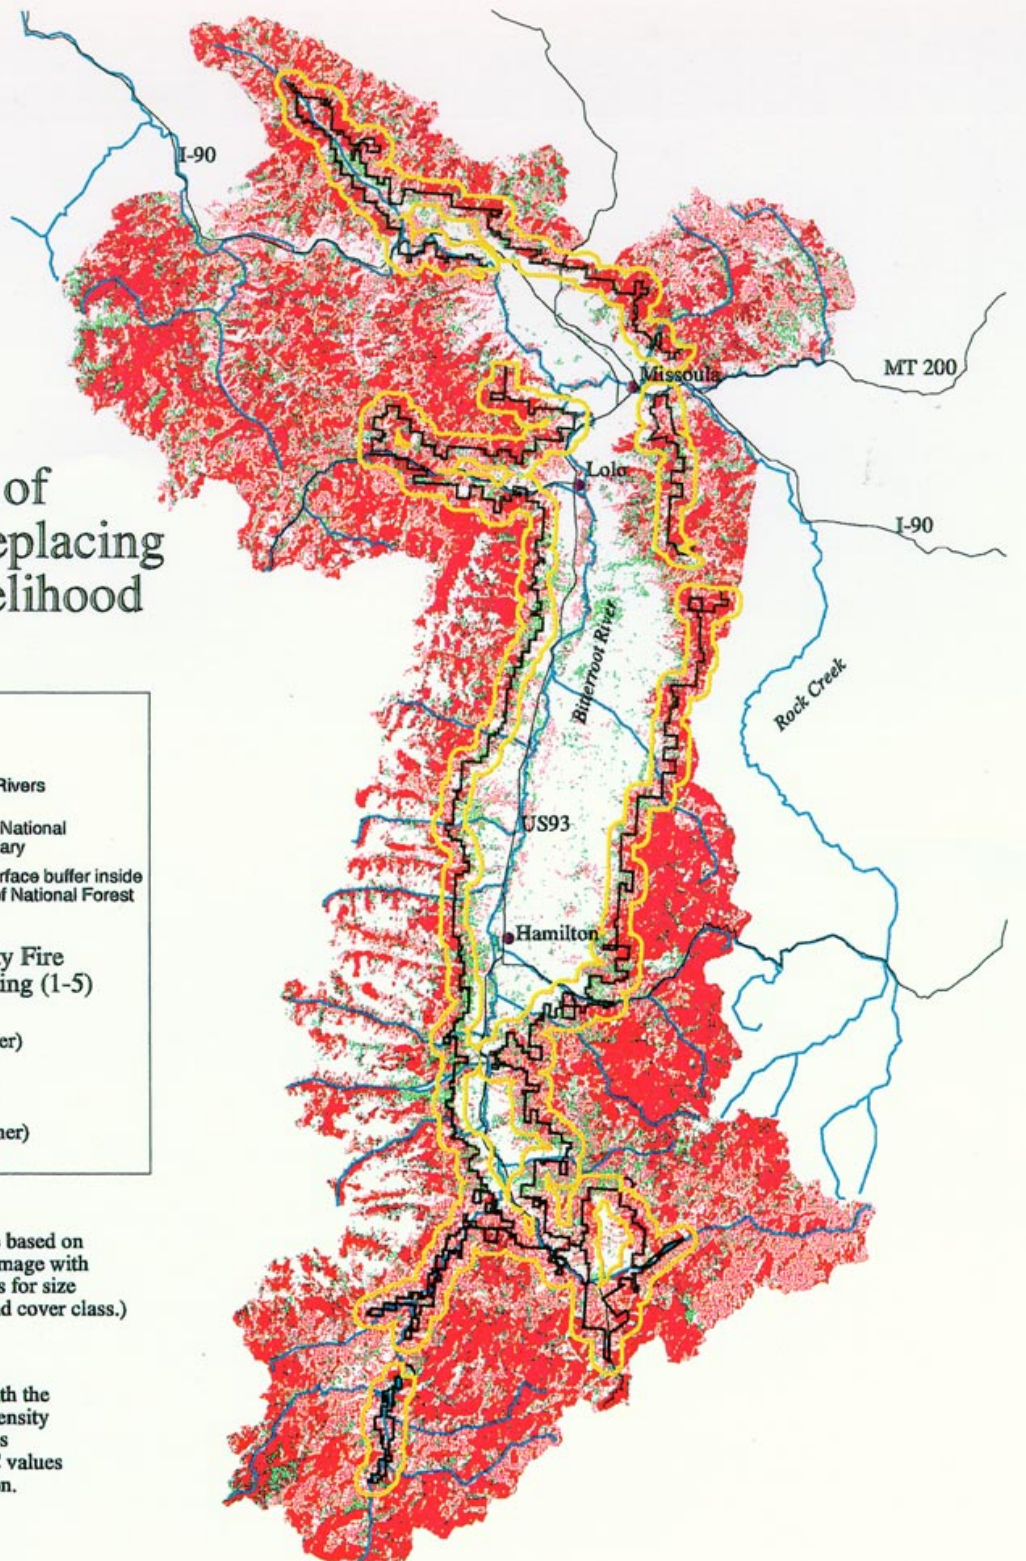 I-90
MT 200
Missoula
Lolo
I-90
Bitterroot River
Rock Creek
US93
Hamilton
of
eplacing
elihood
Rivers
National
ary
rface buffer inside
f National Forest
y Fire
ing (1-5)
er)
her)
based on
mage with
s for size
nd cover class.)
th the
ensity
s
values
n.